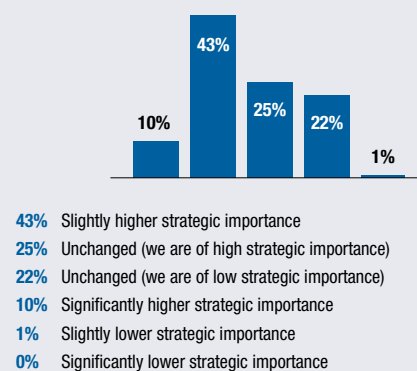 43%
10%
25%
22%
1%
43% Slightly higher strategic importance
25% Unchanged (we are of high strategic importance)
22% Unchanged (we are of low strategic importance)
10% Significantly higher strategic importance
1% Slightly lower strategic importance
0% Significantly lower strategic importance